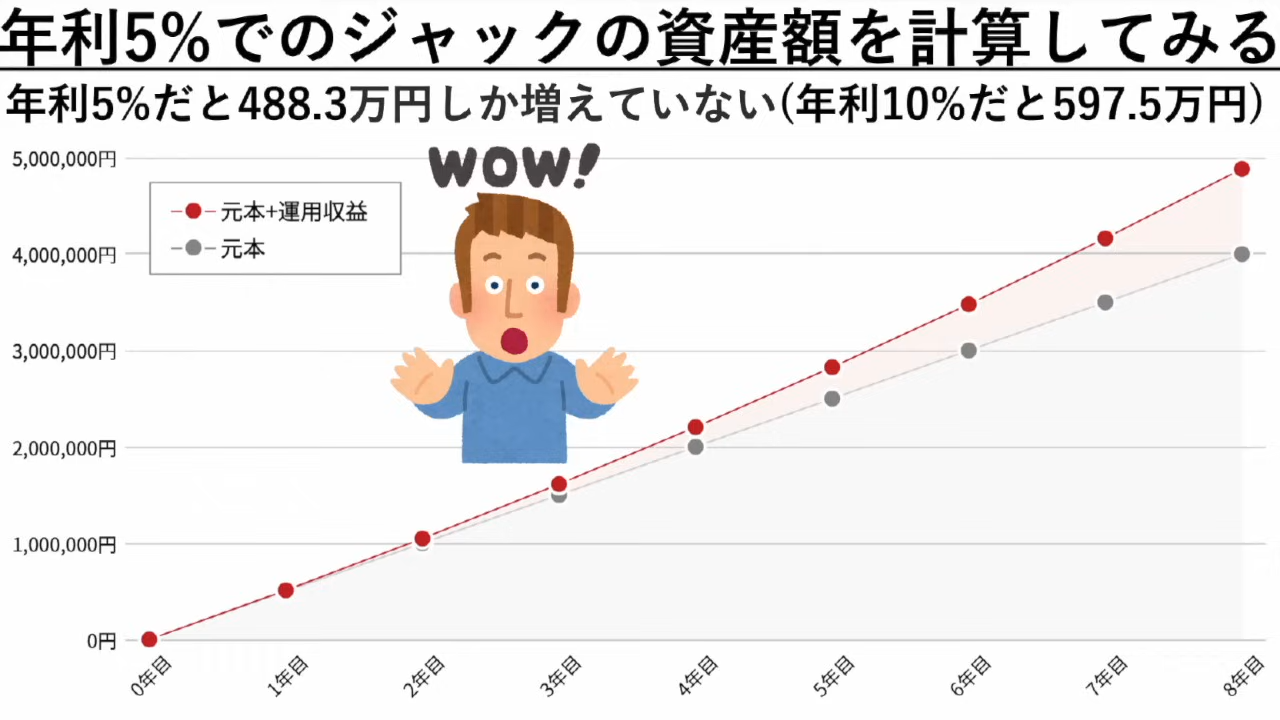 年利5%でのジャックの資産額を計算してみる
年利5%だと488.3万円しか増えていない(年利10%だと597.5万円)
WOW!
5,000,000円
元本+運用収益
元本
4,000,000円
3,000,000円
2,000,000円
1,000,000円
0円
0年目
1年目
2年目
3年目
4年目
5年目
6年目
7年目
8年目